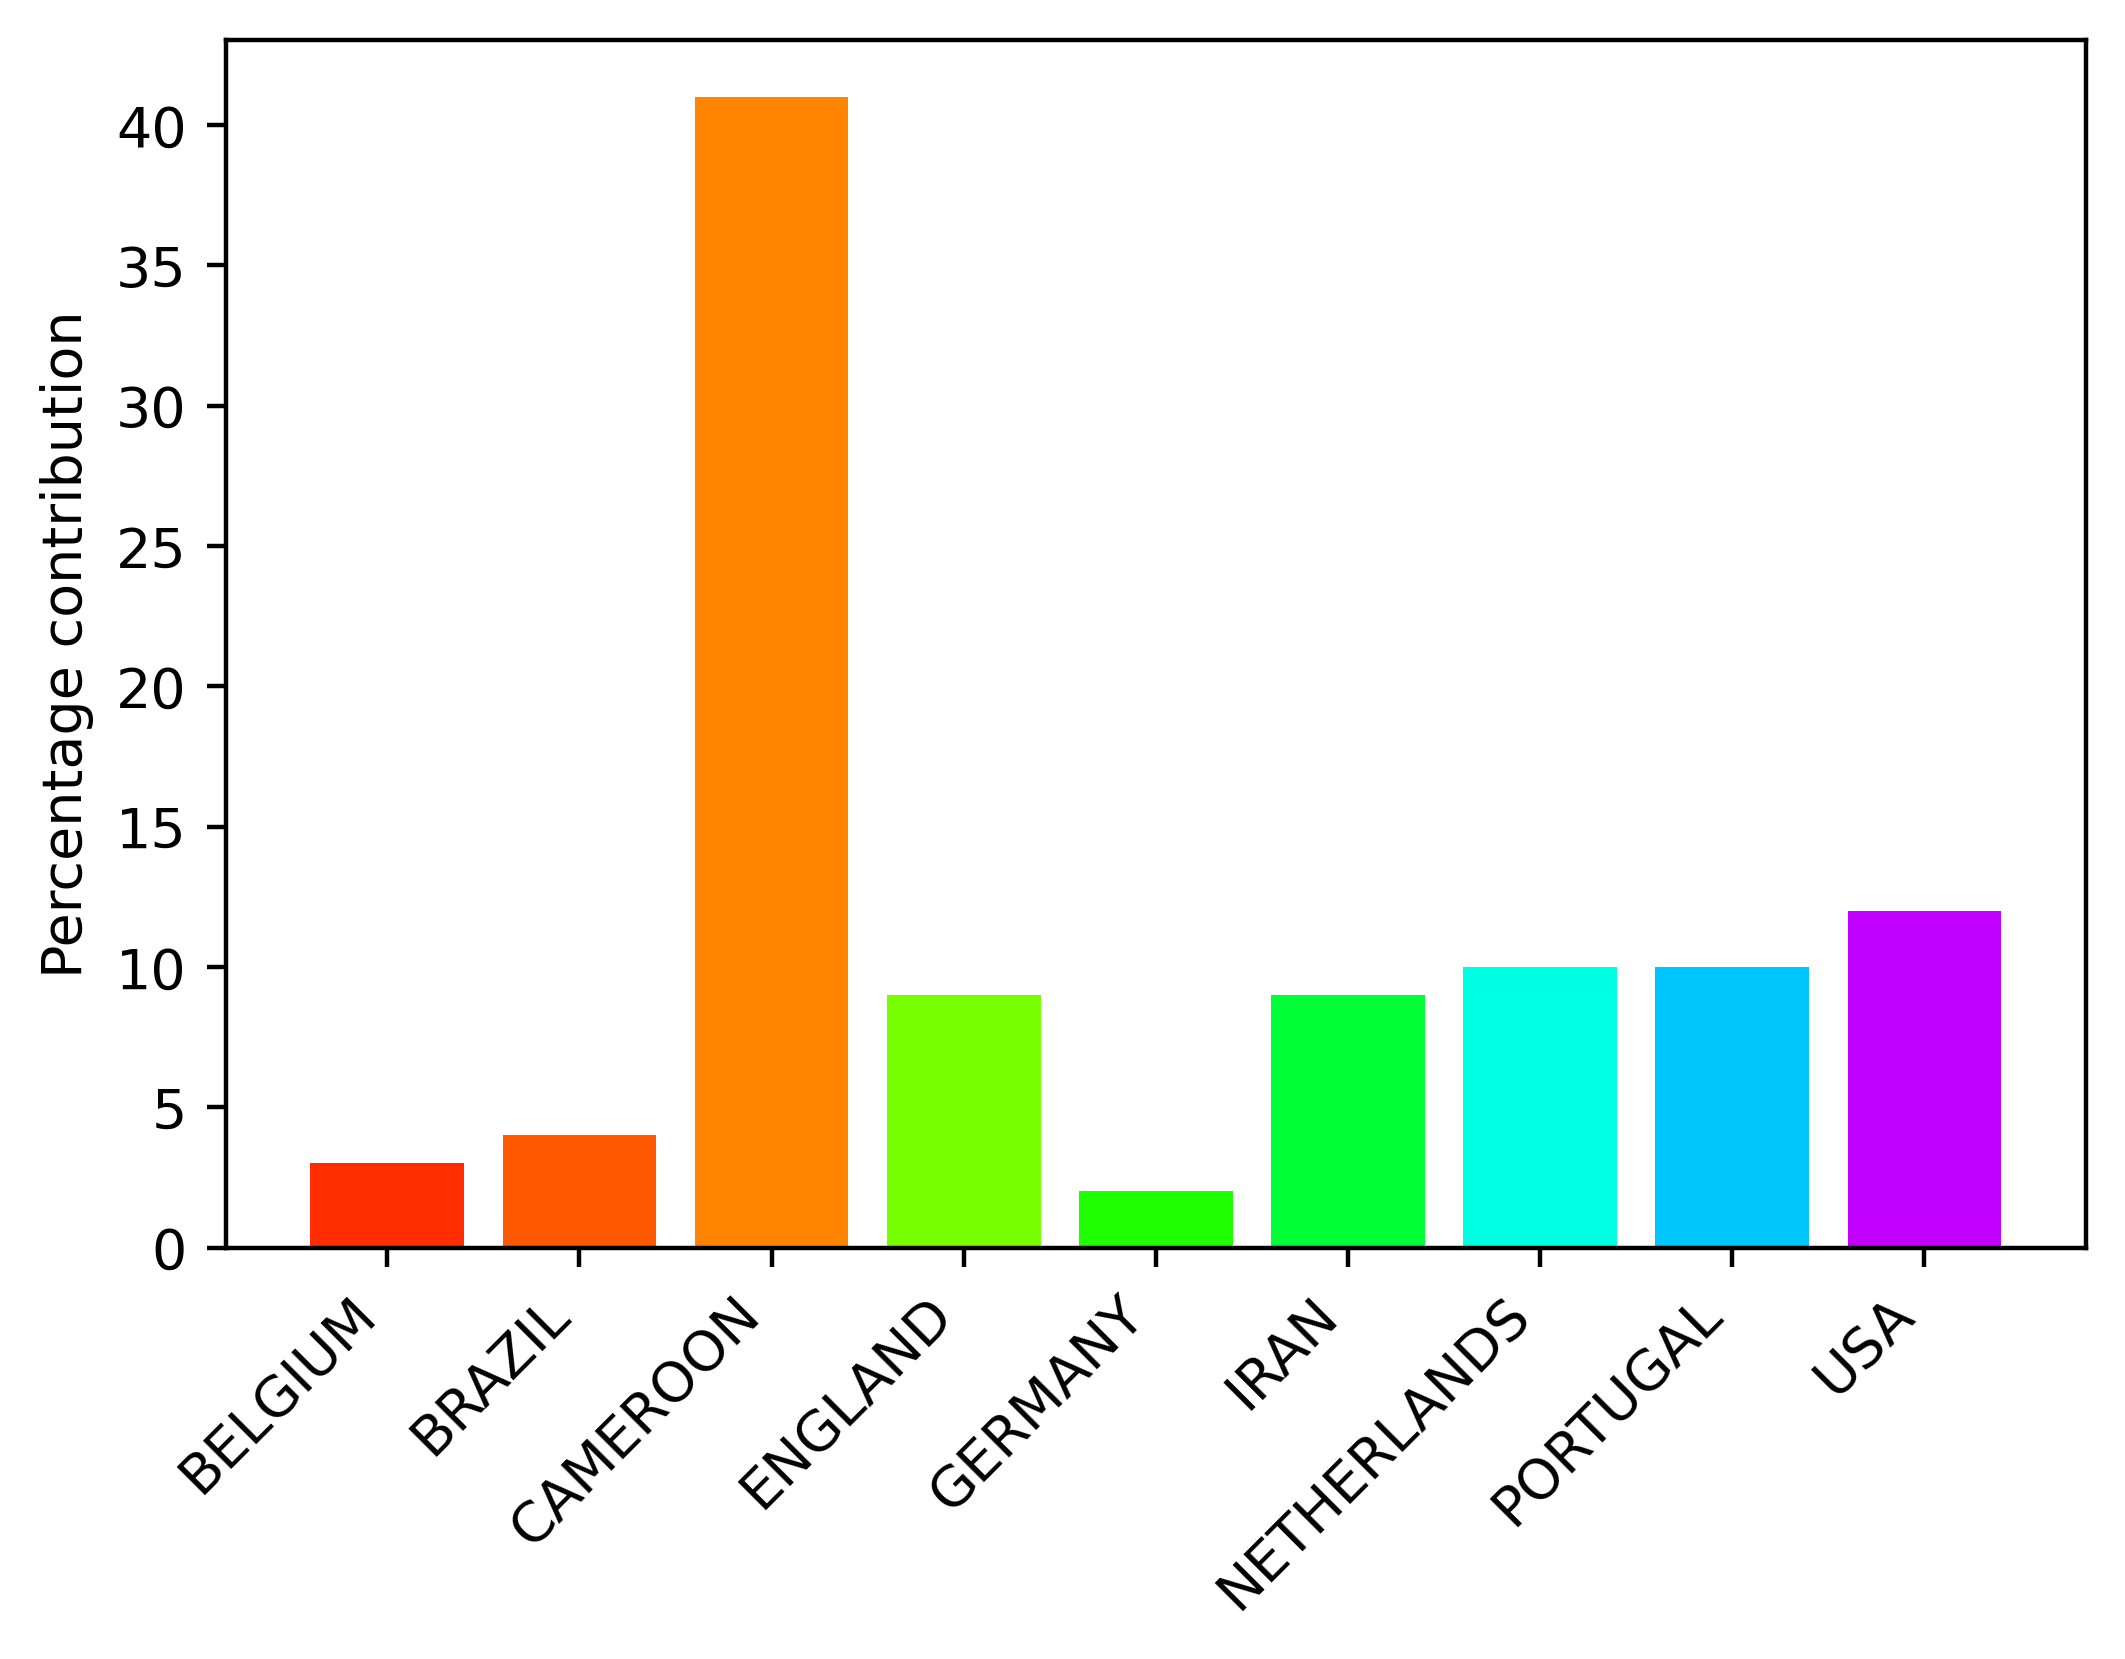 Percentage contribution
40
35
30
25
20
15
10
5
0
BELGIUM
BRAZIL
CAMEROON
ENGLAND
GERMANY
IRAN
NETHERLANDS
PORTUGAL
USA